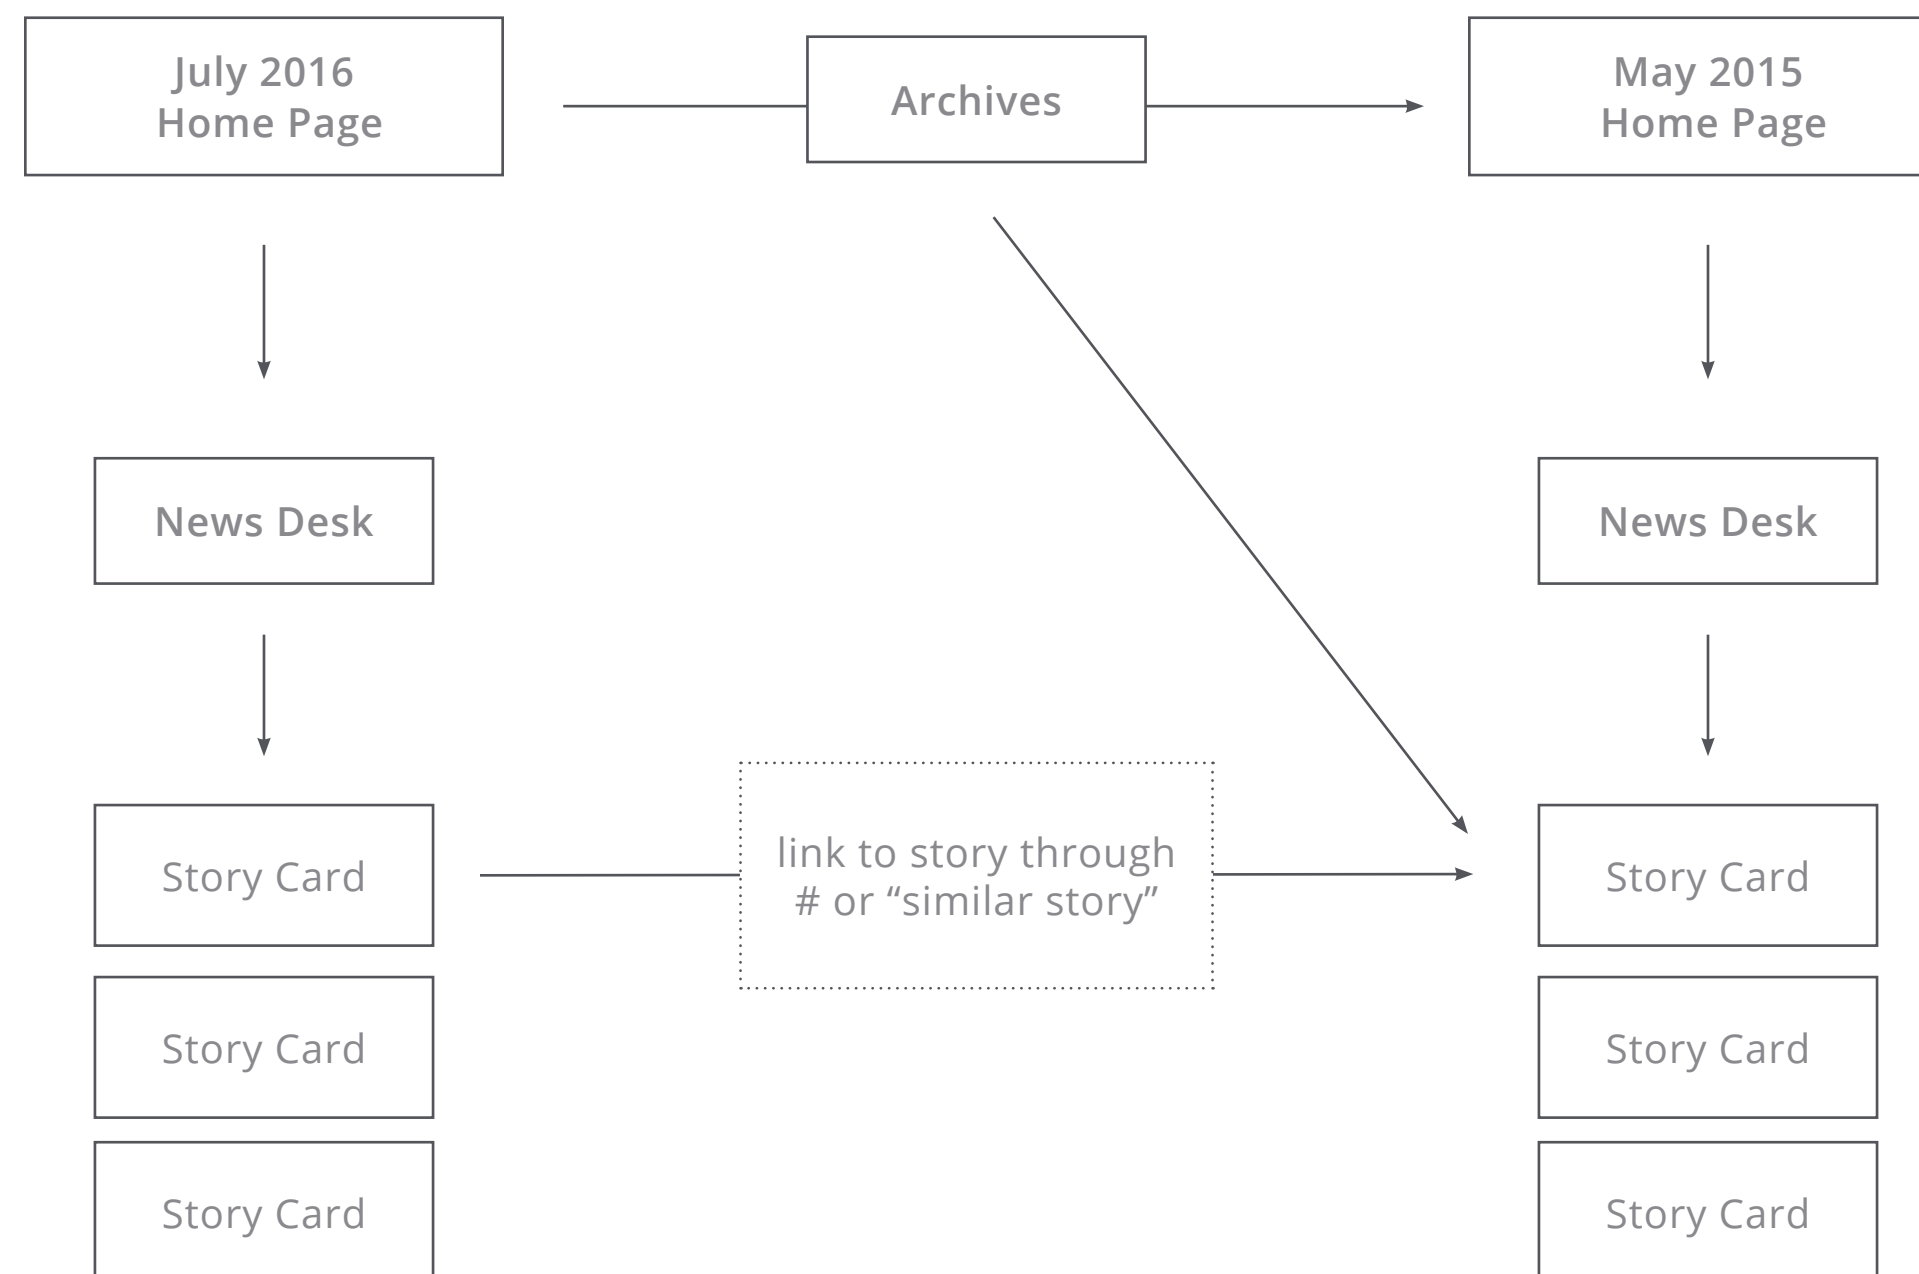 July 2016
Home Page
Archives
May 2015
Home Page
News Desk
News Desk
Story Card
link to story through
# or “similar story”
Story Card
Story Card
Story Card
Story Card
Story Card